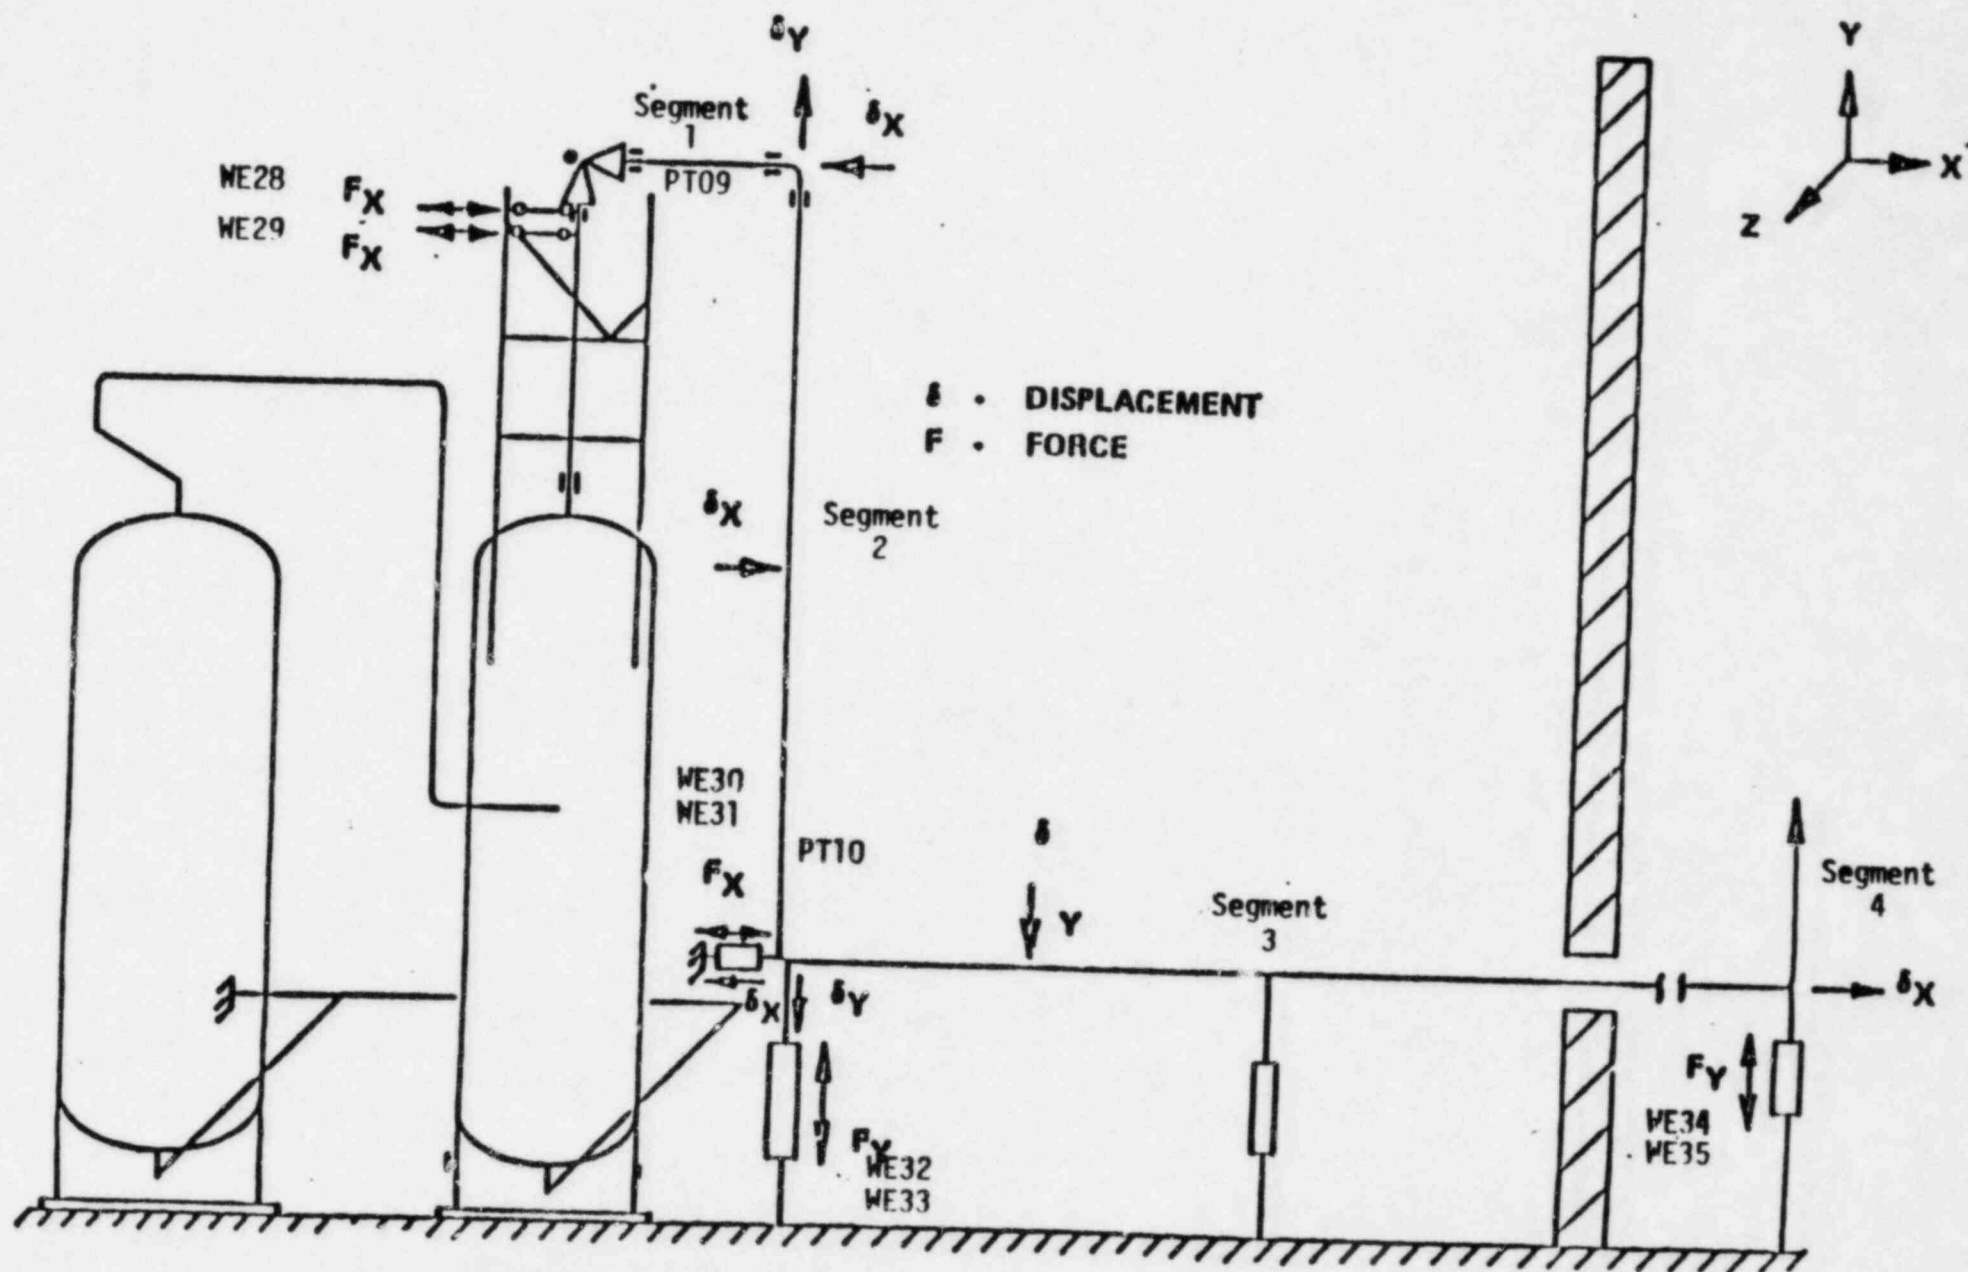 δY
Y
Segment
1
δX
WE28
FX
PT09
X
WE29
FX
Z
δ · DISPLACEMENT
F · FORCE
δX
Segment
2
WE30
WE31
δ
PT10
FX
Segment
4
Y
Segment
3
δX
δY
δX
FY
FY
WE34
WE32
WE35
WE33